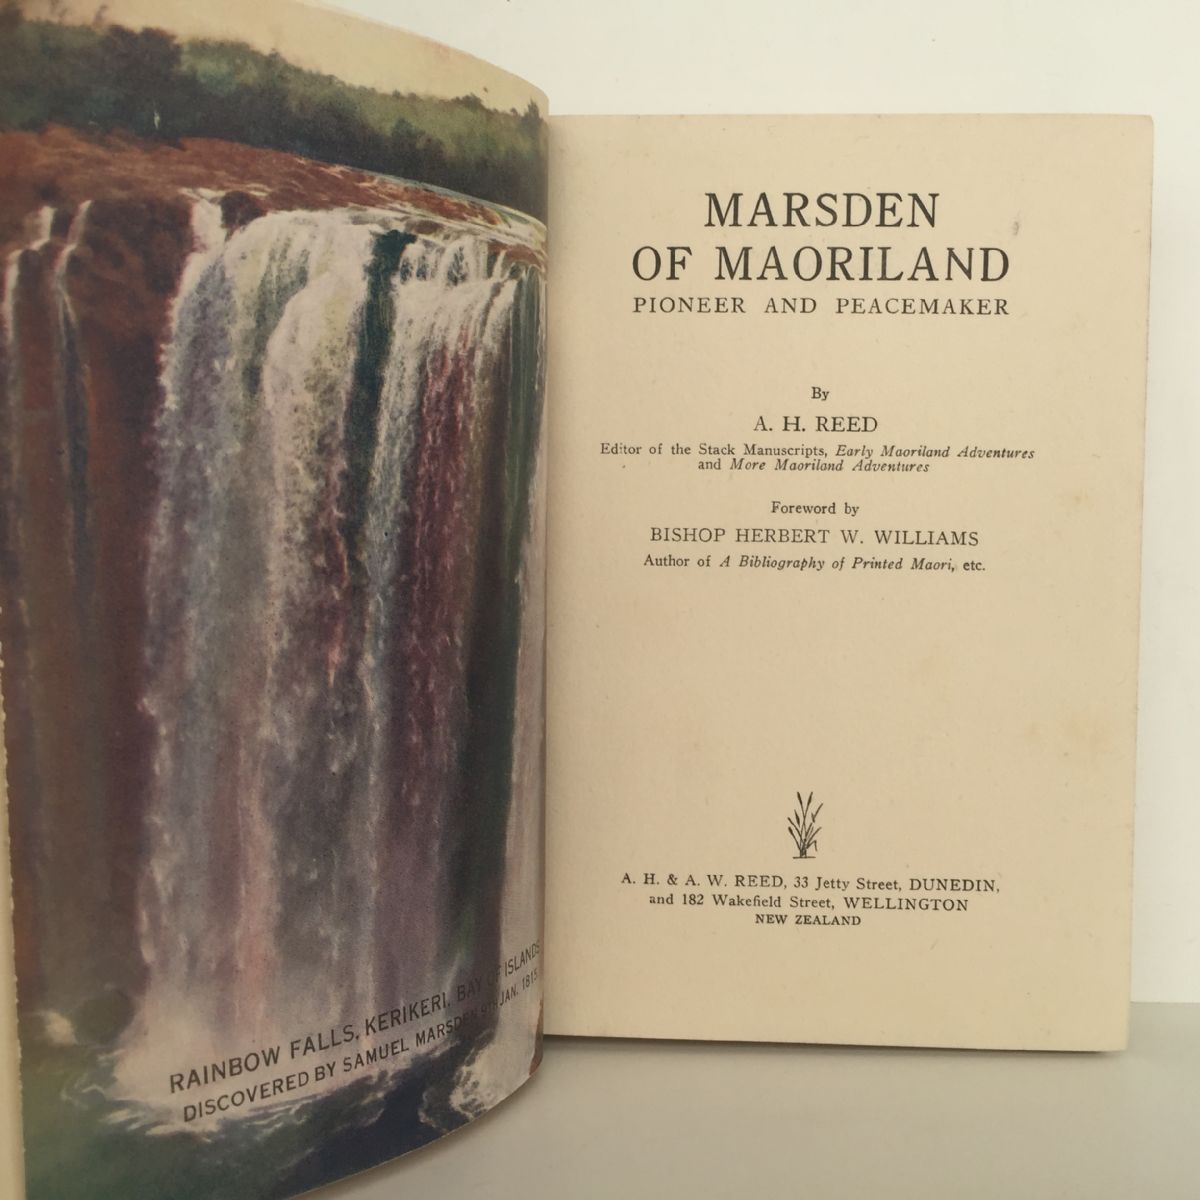 RAINBOW FALLS, KERIKERI, BAY OF ISLANDS
DISCOVERED BY SAMUEL MARSDEN 9TH JAN. 1815
MARSDEN
OF MAORILAND
PIONEER AND PEACEMAKER
By
A. H. REED
Editor of the Stack Manuscripts, Early Maoriland Adventures
and More Maoriland Adventures
Foreword by
BISHOP HERBERT W. WILLIAMS
Author of A Bibliography of Printed Maori, etc.
A. H. & A. W. REED, 33 Jetty Street, DUNEDIN,
and 182 Wakefield Street, WELLINGTON
NEW ZEALAND